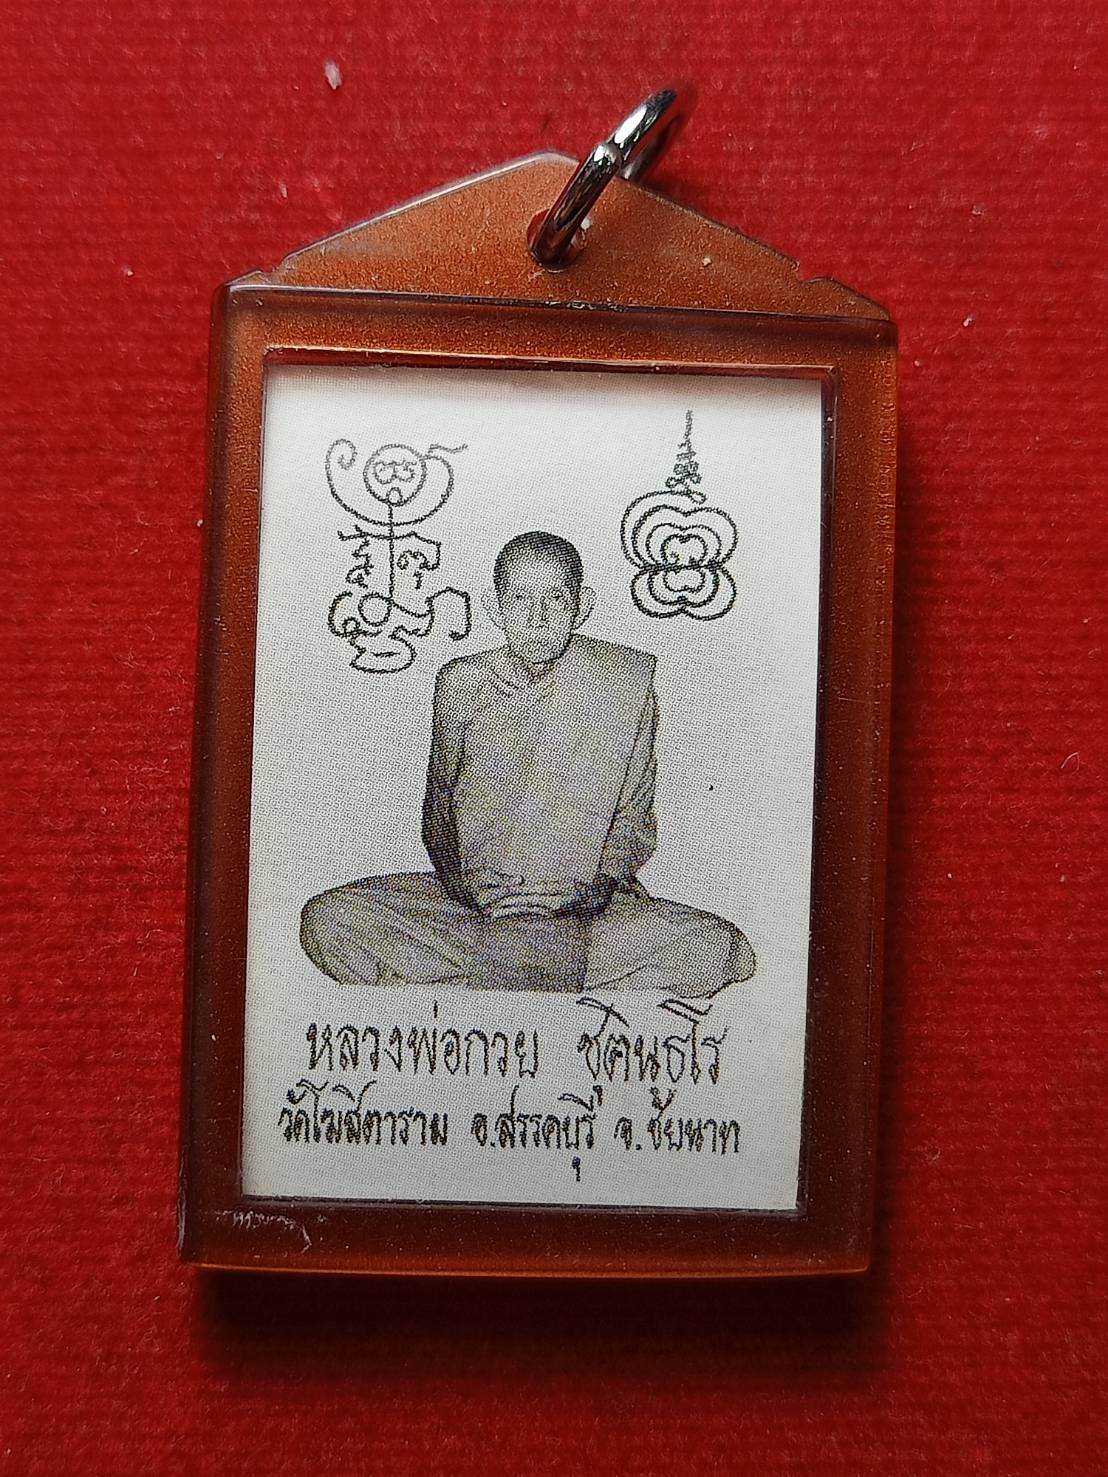 หลวงพ่อกวย ชุตินฺธโร
วัดโฆสิตาราม อ.สรรคบุรี จ.ชัยนาท